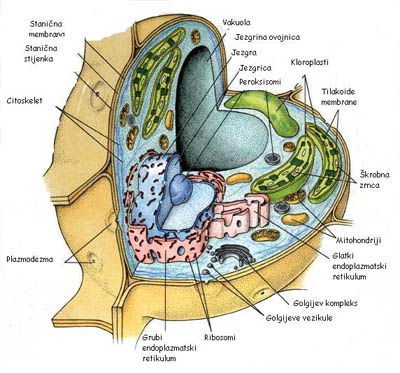 Stanična
membrana
Stanična
stijenka
Citoskelet
Plazmodezma
Vakuola
Jezgrina ovojnica
Jezgra
Jezgrica
Peroksisomi
Kloroplasti
Tilakoide
membrane
Škrobna
zrnca
Mitohondriji
Glatki
endoplazmatski
retikulum
Golgijev kompleks
Golgijeve vezikule
Ribosomi
Grubi
endoplazmatski
retikulum